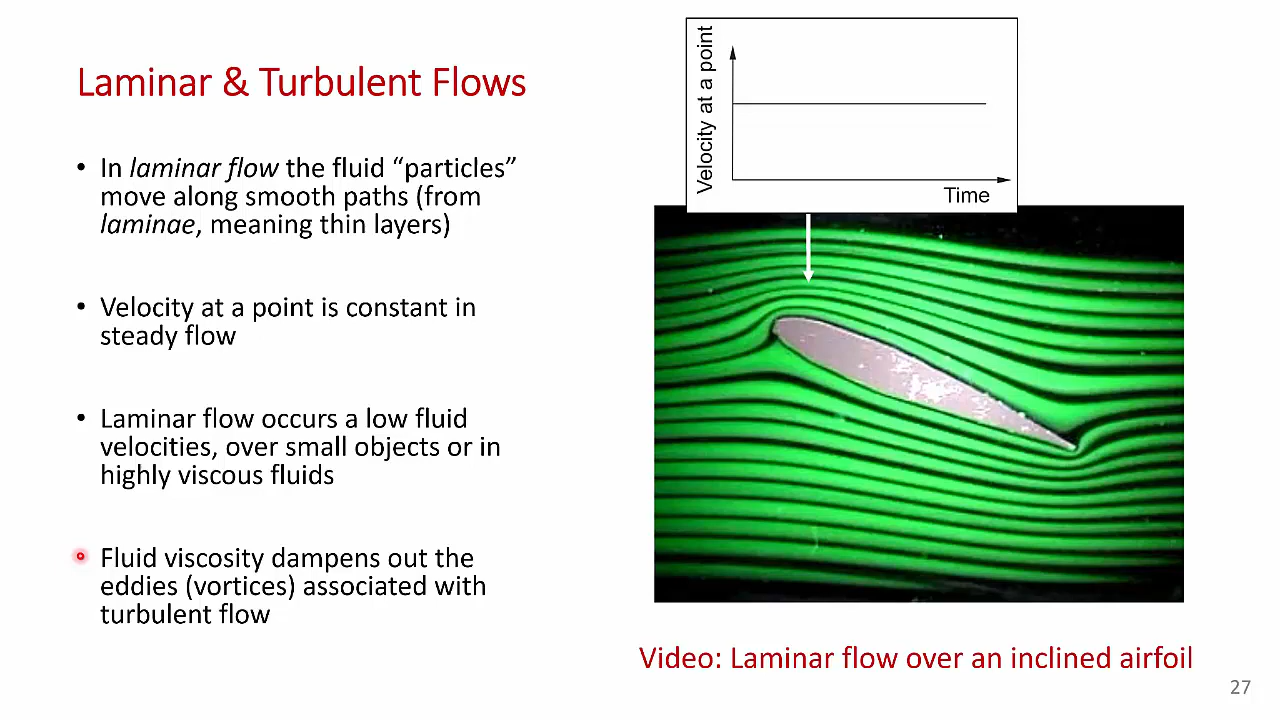 Laminar & Turbulent Flows
• In laminar flow the fluid “particles”
move along smooth paths (from
laminae, meaning thin layers)
• Velocity at a point is constant in
steady flow
• Laminar flow occurs a low fluid
velocities, over small objects or in
highly viscous fluids
• Fluid viscosity dampens out the
eddies (vortices) associated with
turbulent flow
Velocity at a point
Time
Video: Laminar flow over an inclined airfoil
27